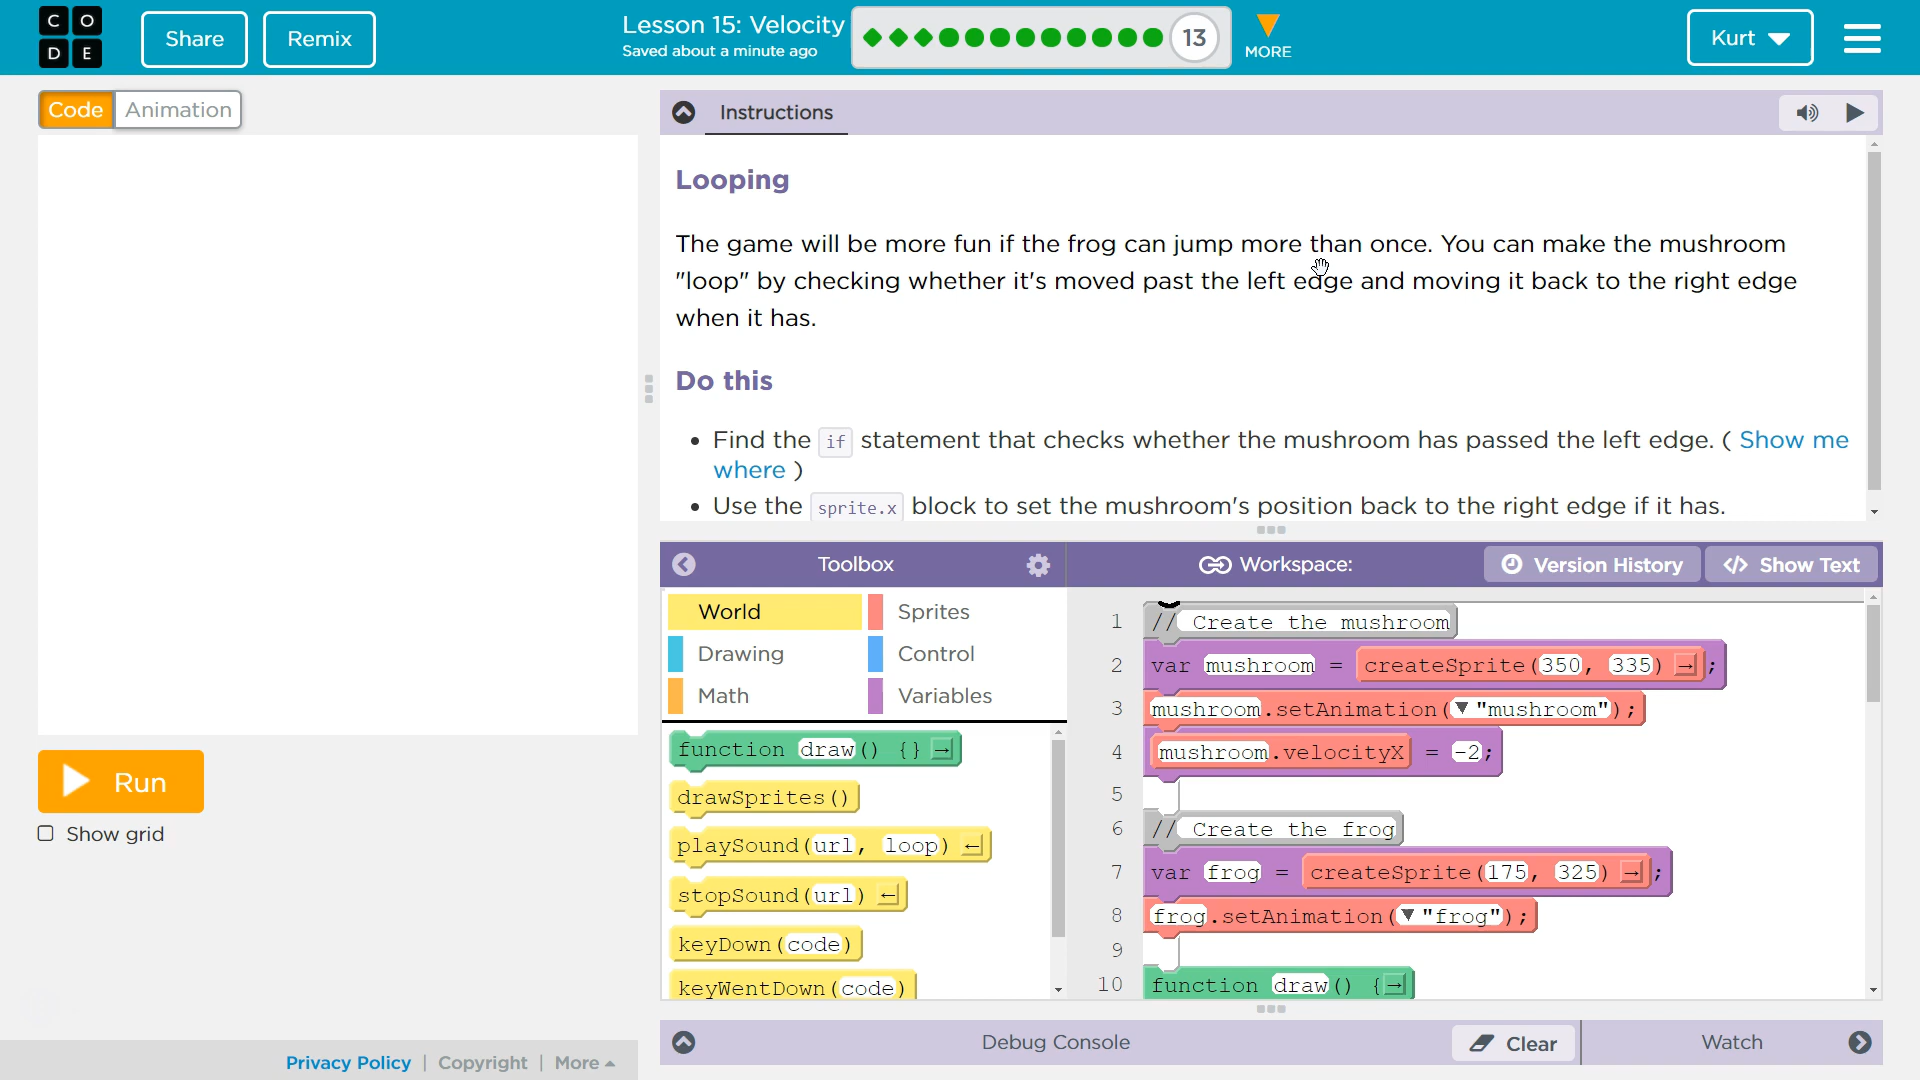 CODE
Share
Remix
Lesson 15: Velocity
Saved about a minute ago
13
MORE
Kurt
Code
Animation
Instructions
Looping
The game will be more fun if the frog can jump more than once. You can make the mushroom
"loop" by checking whether it's moved past the left edge and moving it back to the right edge
when it has.
Do this
• Find the if statement that checks whether the mushroom has passed the left edge. ( Show me
where )
• Use the sprite.x block to set the mushroom's position back to the right edge if it has.
Run
Show grid
Toolbox
Workspace:
Version History
</> Show Text
World
Sprites
Drawing
Control
Math
Variables
function draw() {} →
drawSprites()
playSound(url, loop) ←
stopSound(url) ←
keyDown(code)
keyWentDown(code)
1 // Create the mushroom
2 var mushroom = createSprite(350, 335) → ;
3 mushroom.setAnimation(▼ "mushroom");
4 mushroom.velocityX = -2;
5
6 // Create the frog
7 var frog = createSprite(175, 325) → ;
8 frog.setAnimation(▼ "frog");
9
10 function draw() { →
Debug Console
Clear
Watch
Privacy Policy | Copyright | More